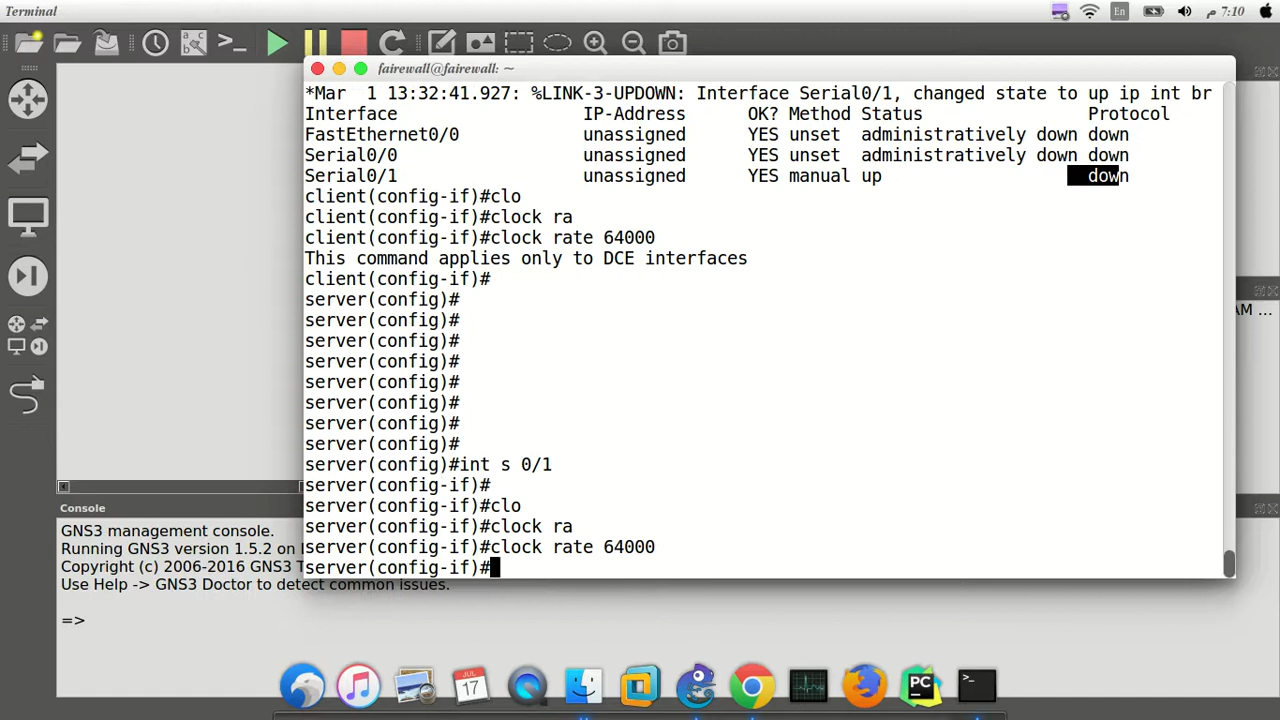 Terminal
En
7:10 م
fairewall@fairewall: ~
*Mar  1 13:32:41.927: %LINK-3-UPDOWN: Interface Serial0/1, changed state to up ip int br
Interface                  IP-Address      OK? Method Status                Protocol
FastEthernet0/0            unassigned      YES unset  administratively down down
Serial0/0                  unassigned      YES unset  administratively down down
Serial0/1                  unassigned      YES manual up                    down
client(config-if)#clo
client(config-if)#clock ra
client(config-if)#clock rate 64000
This command applies only to DCE interfaces
client(config-if)#
server(config)#
server(config)#
server(config)#
server(config)#
server(config)#
server(config)#
server(config)#
server(config)#
server(config)#int s 0/1
server(config-if)#
server(config-if)#clo
server(config-if)#clock ra
server(config-if)#clock rate 64000
server(config-if)#
AM ...
Console
GNS3 management console.
Running GNS3 version 1.5.2 on
Copyright (c) 2006-2016 GNS3 T
Use Help -> GNS3 Doctor to detect common issues.
=>
JUL
17
PC
>_